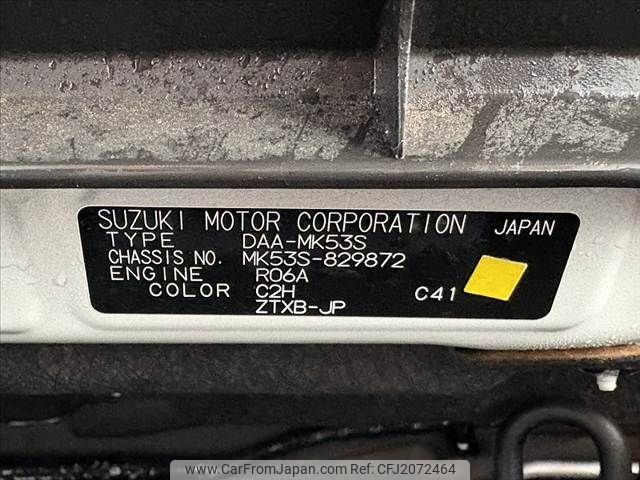 SUZUKI MOTOR CORPORATION JAPAN
TYPE DAA-MK53S
CHASSIS NO. MK53S-829872
ENGINE R06A
COLOR C2H C41
ZTXB-JP
www.CarFromJapan.com Ref:CFJ2072464